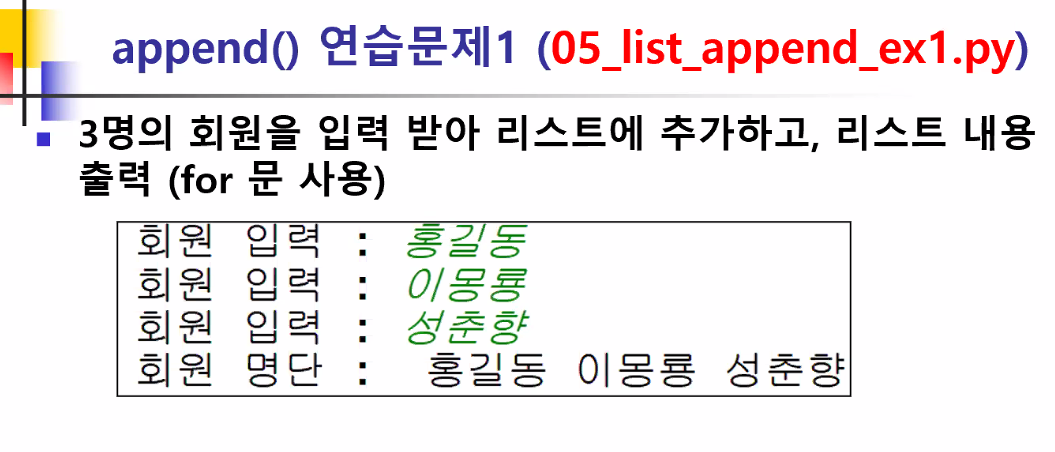 append() 연습문제1 (05_list_append_ex1.py)
3명의 회원을 입력 받아 리스트에 추가하고, 리스트 내용
출력 (for 문 사용)
회원 입력 : 홍길동
회원 입력 : 이몽룡
회원 입력 : 성춘향
회원 명단 : 홍길동 이몽룡 성춘향